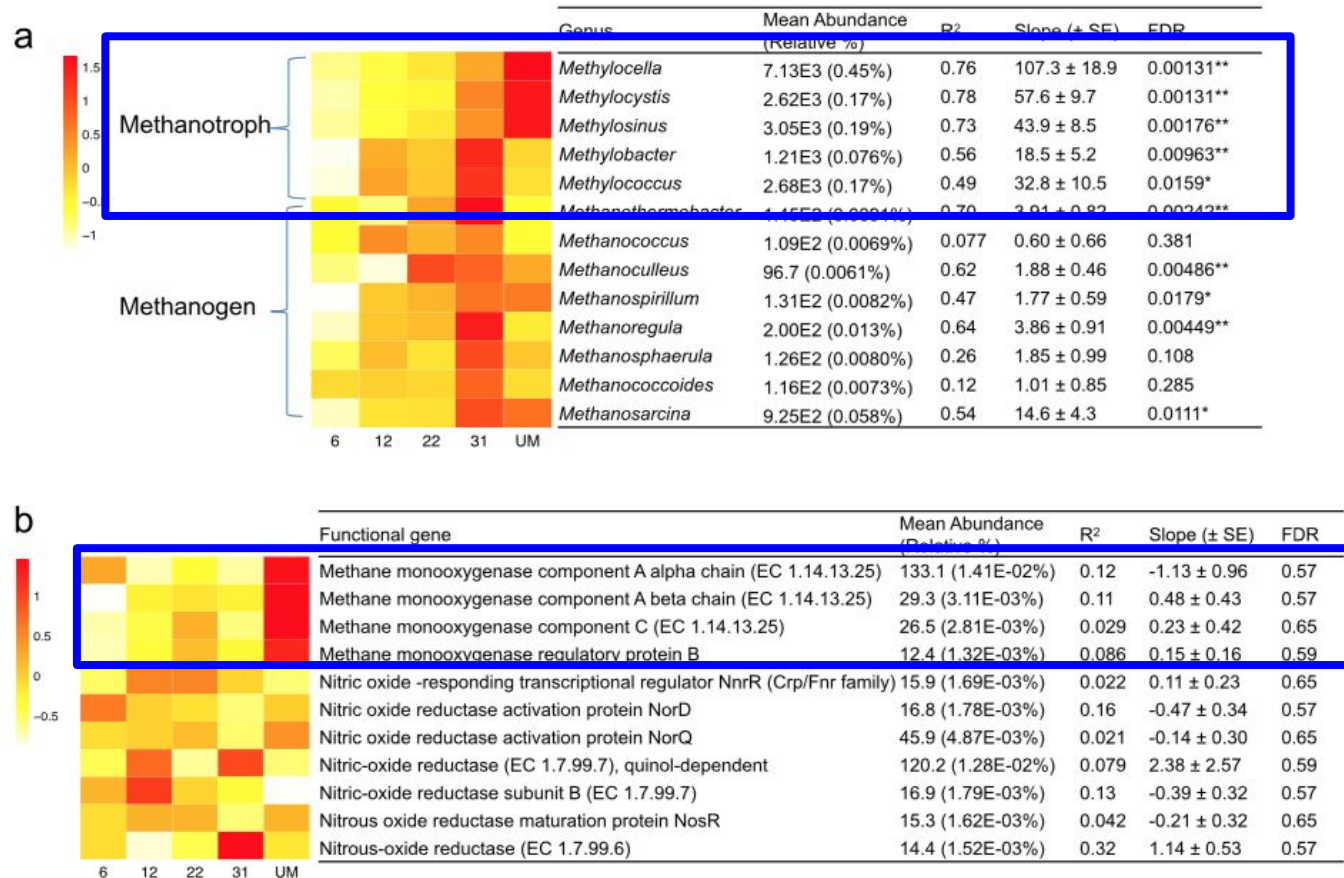 a
Genus Mean Abundance (Relative %) R² Slope (± SE) FDR
1.5
1
0.5
0
-0.
-1
Methanotroph
Methanogen
Methylocella 7.13E3 (0.45%) 0.76 107.3 ± 18.9 0.00131**
Methylocystis 2.62E3 (0.17%) 0.78 57.6 ± 9.7 0.00131**
Methylosinus 3.05E3 (0.19%) 0.73 43.9 ± 8.5 0.00176**
Methylobacter 1.21E3 (0.076%) 0.56 18.5 ± 5.2 0.00963**
Methylococcus 2.68E3 (0.17%) 0.49 32.8 ± 10.5 0.0159*
Methanothermobacter 1.45E2 (0.0091%) 0.70 3.91 ± 0.82 0.00242**
Methanococcus 1.09E2 (0.0069%) 0.077 0.60 ± 0.66 0.381
Methanoculleus 96.7 (0.0061%) 0.62 1.88 ± 0.46 0.00486**
Methanospirillum 1.31E2 (0.0082%) 0.47 1.77 ± 0.59 0.0179*
Methanoregula 2.00E2 (0.013%) 0.64 3.86 ± 0.91 0.00449**
Methanosphaerula 1.26E2 (0.0080%) 0.26 1.85 ± 0.99 0.108
Methanococcoides 1.16E2 (0.0073%) 0.12 1.01 ± 0.85 0.285
Methanosarcina 9.25E2 (0.058%) 0.54 14.6 ± 4.3 0.0111*
6 12 22 31 UM
b
Functional gene Mean Abundance (Relative %) R² Slope (± SE) FDR
1
0.5
0
-0.5
Methane monooxygenase component A alpha chain (EC 1.14.13.25) 133.1 (1.41E-02%) 0.12 -1.13 ± 0.96 0.57
Methane monooxygenase component A beta chain (EC 1.14.13.25) 29.3 (3.11E-03%) 0.11 0.48 ± 0.43 0.57
Methane monooxygenase component C (EC 1.14.13.25) 26.5 (2.81E-03%) 0.029 0.23 ± 0.42 0.65
Methane monooxygenase regulatory protein B 12.4 (1.32E-03%) 0.086 0.15 ± 0.16 0.59
Nitric oxide -responding transcriptional regulator NnrR (Crp/Fnr family) 15.9 (1.69E-03%) 0.022 0.11 ± 0.23 0.65
Nitric oxide reductase activation protein NorD 16.8 (1.78E-03%) 0.16 -0.47 ± 0.34 0.57
Nitric oxide reductase activation protein NorQ 45.9 (4.87E-03%) 0.021 -0.14 ± 0.30 0.65
Nitric-oxide reductase (EC 1.7.99.7), quinol-dependent 120.2 (1.28E-02%) 0.079 2.38 ± 2.57 0.59
Nitric-oxide reductase subunit B (EC 1.7.99.7) 16.9 (1.79E-03%) 0.13 -0.39 ± 0.32 0.57
Nitrous oxide reductase maturation protein NosR 15.3 (1.62E-03%) 0.042 -0.21 ± 0.32 0.65
Nitrous-oxide reductase (EC 1.7.99.6) 14.4 (1.52E-03%) 0.32 1.14 ± 0.53 0.57
6 12 22 31 UM